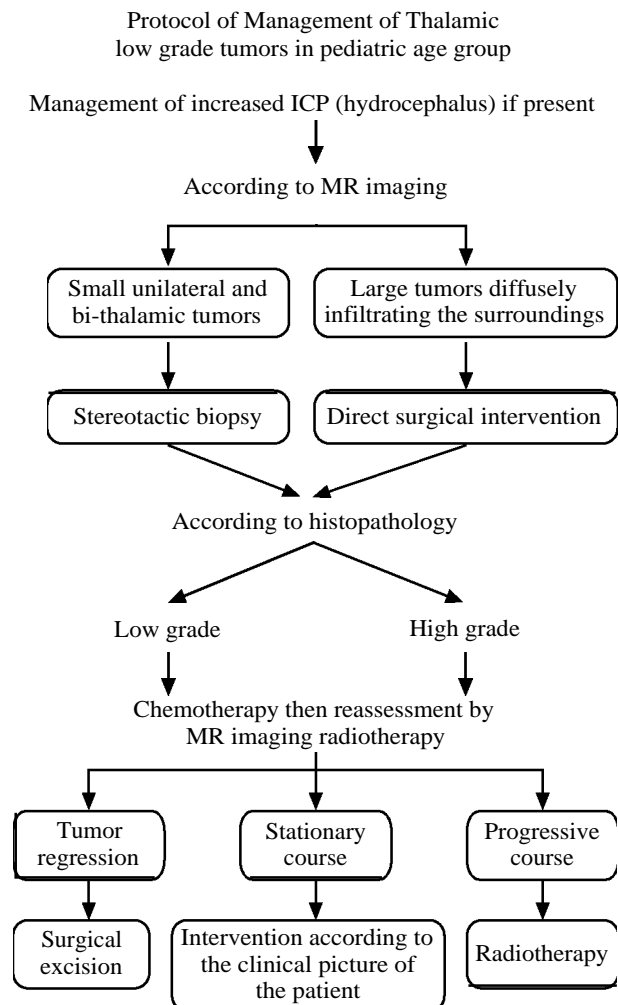 Protocol of Management of Thalamic
low grade tumors in pediatric age group
Management of increased ICP (hydrocephalus) if present
According to MR imaging
Small unilateral and
bi-thalamic tumors
Large tumors diffusely
infiltrating the surroundings
Stereotactic biopsy
Direct surgical intervention
According to histopathology
Low grade
High grade
Chemotherapy then reassessment by
MR imaging radiotherapy
Tumor
regression
Stationary
course
Progressive
course
Surgical
excision
Intervention according to
the clinical picture of
the patient
Radiotherapy